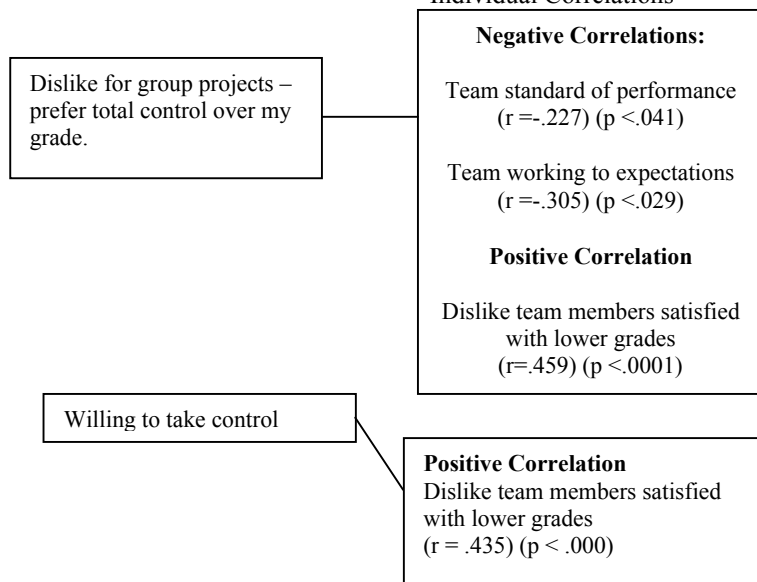 Individual Correlations
Negative Correlations:
Dislike for group projects –
prefer total control over my
grade.
Team standard of performance
(r =-.227) (p <.041)
Team working to expectations
(r =-.305) (p <.029)
Positive Correlation
Dislike team members satisfied
with lower grades
(r=.459) (p <.0001)
Willing to take control
Positive Correlation
Dislike team members satisfied
with lower grades
(r = .435) (p < .000)